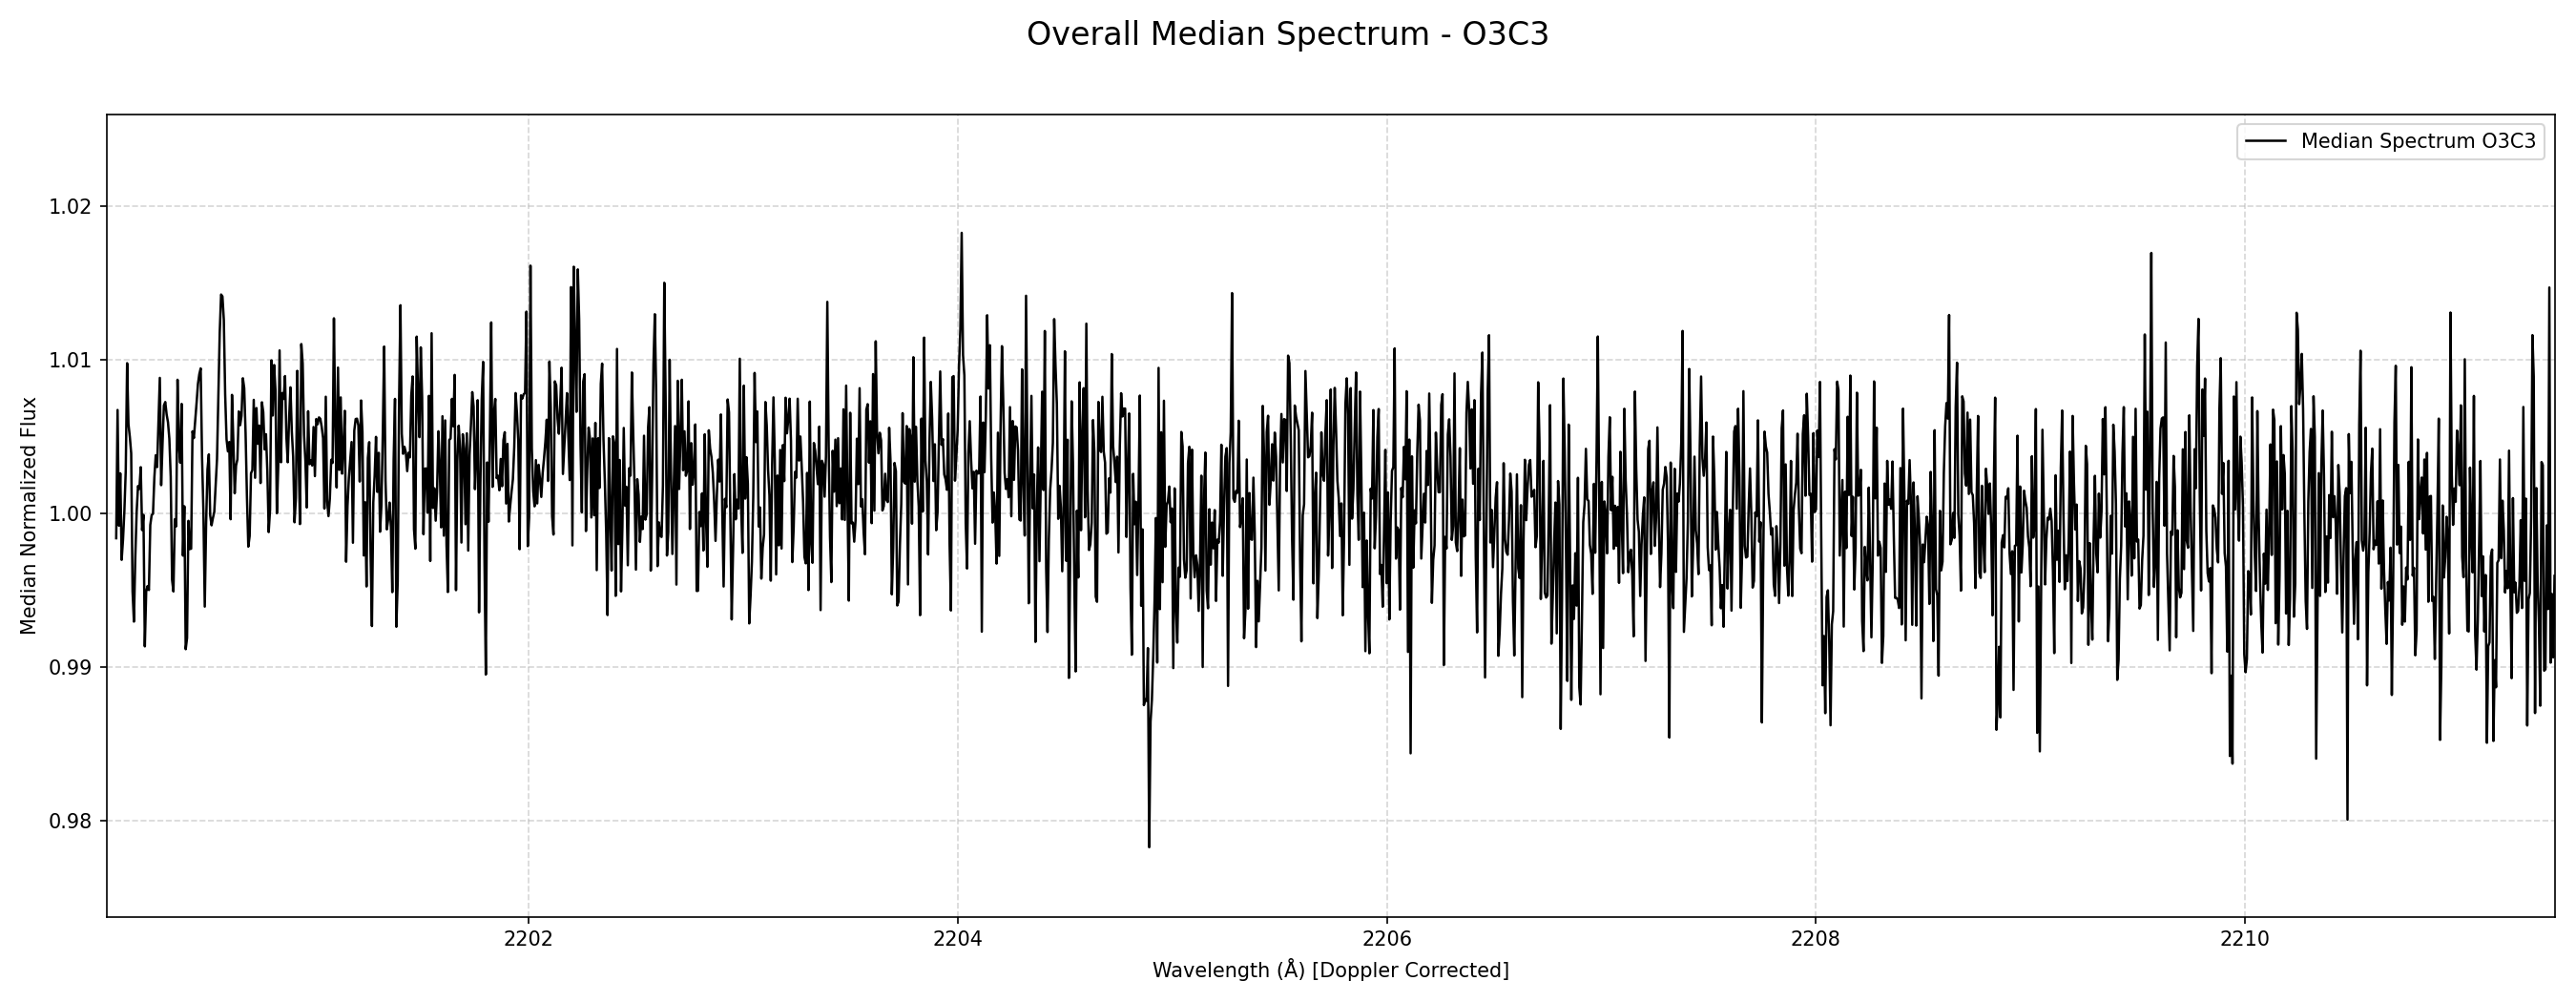 Overall Median Spectrum - O3C3
Median Spectrum O3C3
Median Normalized Flux
1.02
1.01
1.00
0.99
0.98
2202 2204 2206 2208 2210
Wavelength (Å) [Doppler Corrected]